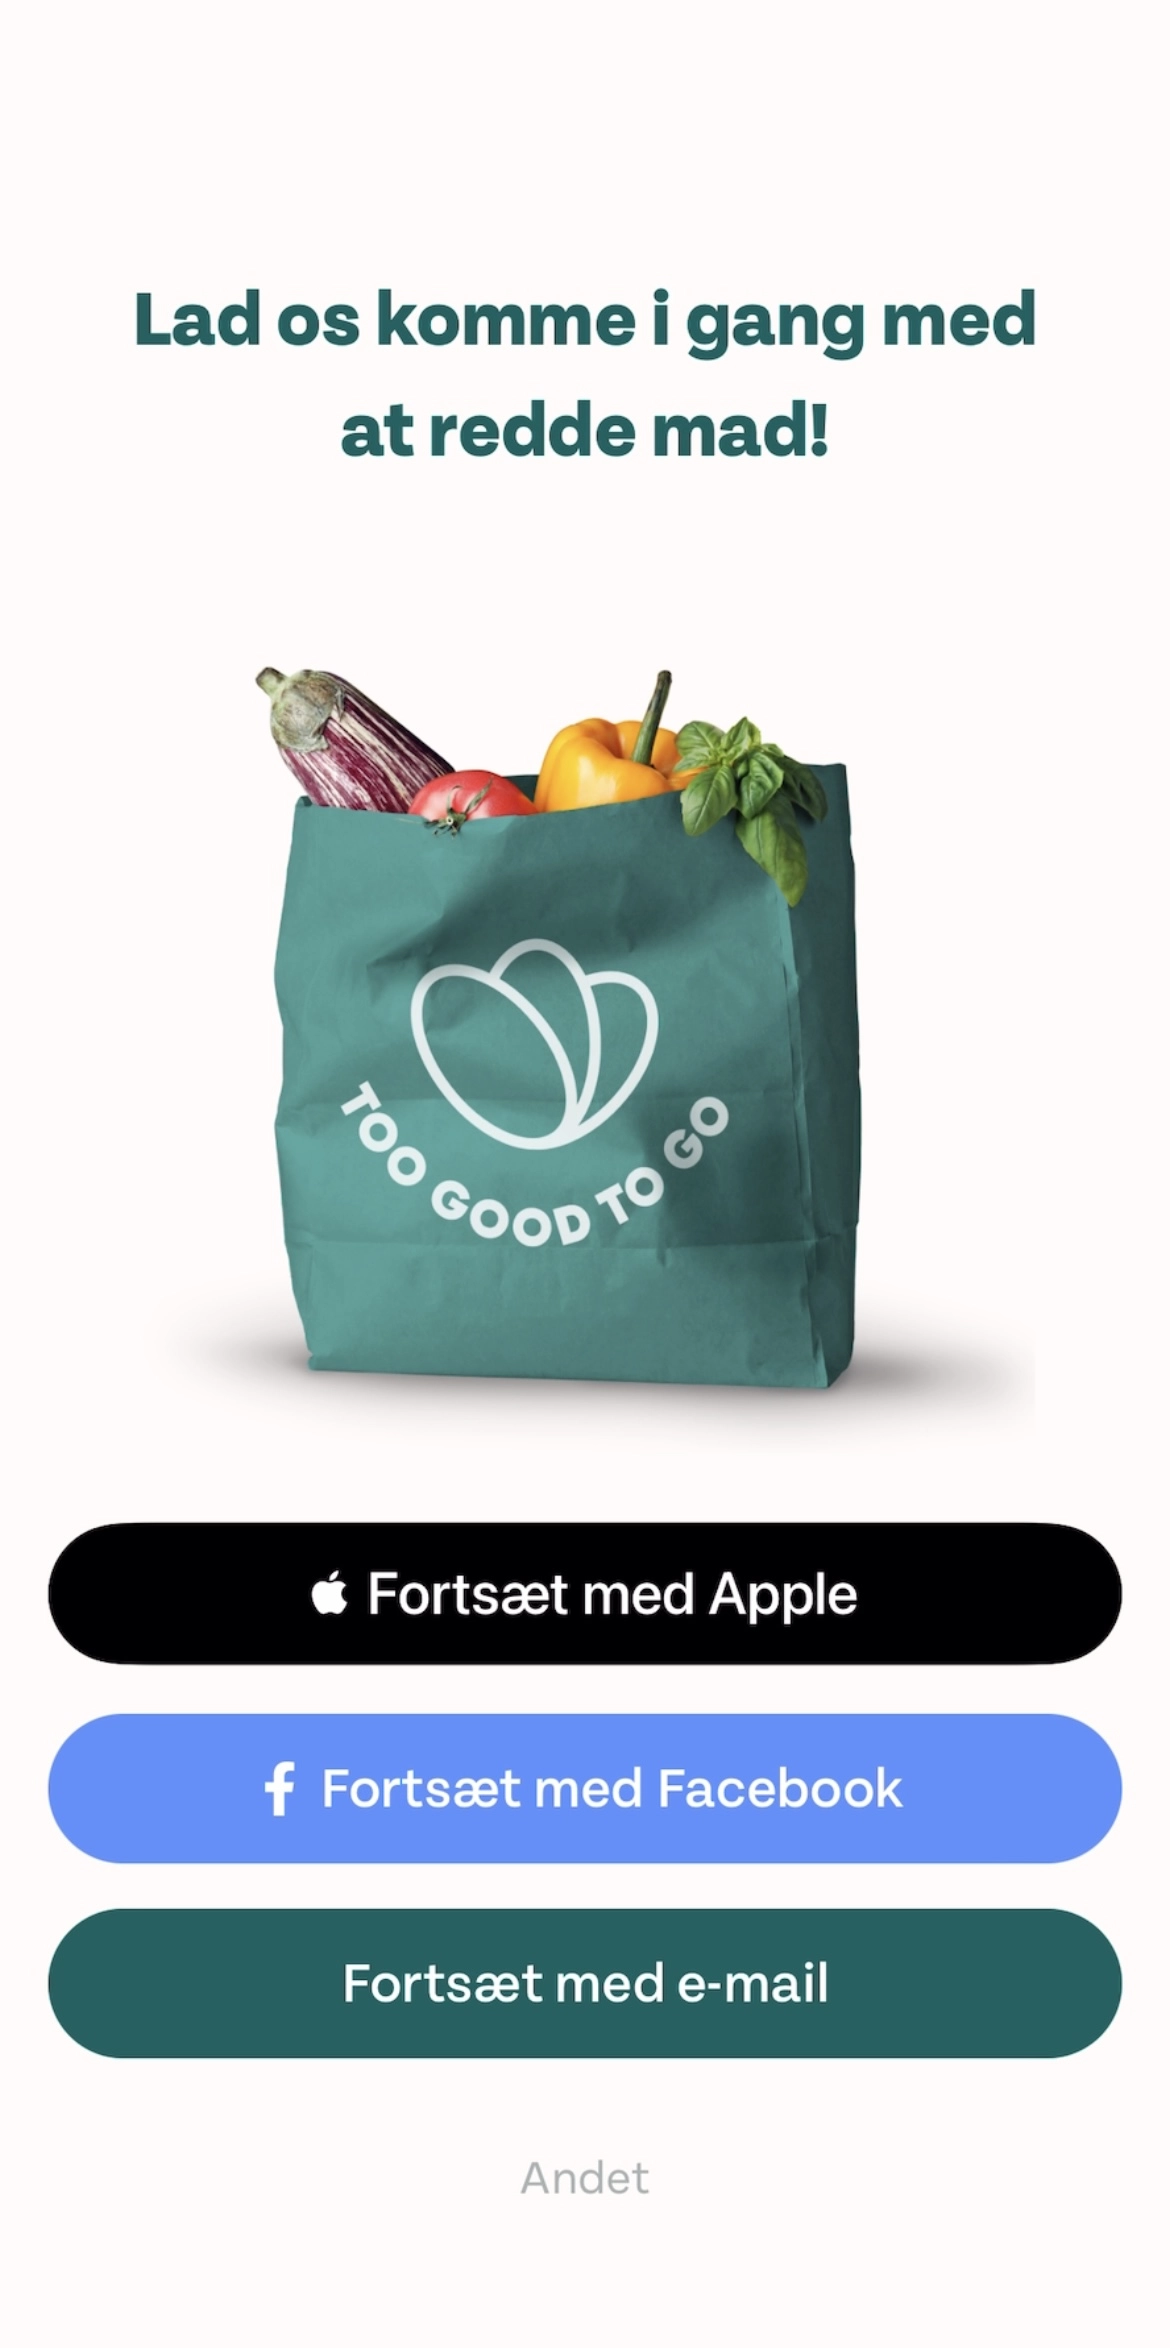 Lad os komme i gang med
at redde mad!
TOO GOOD TO GO
Fortsæt med Apple
Fortsæt med Facebook
Fortsæt med e-mail
Andet